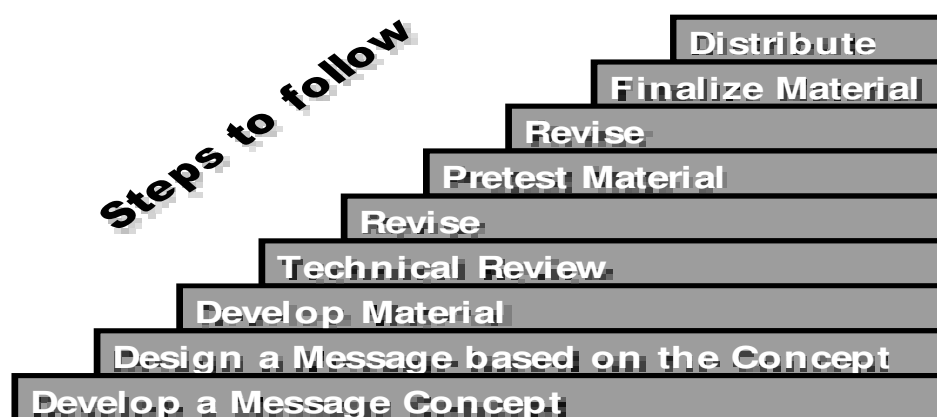 Steps to follow
Distribute
Finalize Material
Revise
Pretest Material
Revise
Technical Review
Develop Material
Design a Message based on the Concept
Develop a Message Concept